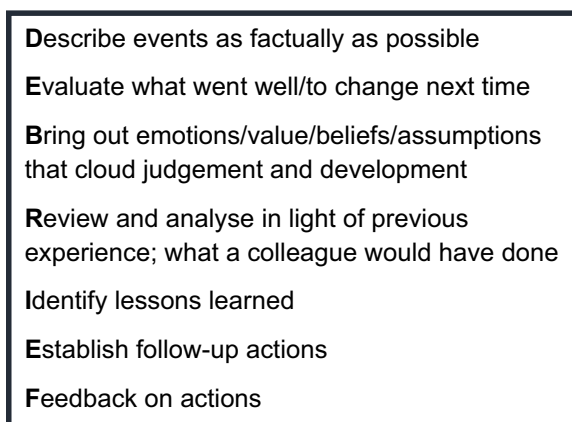 Describe events as factually as possible
Evaluate what went well/to change next time
Bring out emotions/value/beliefs/assumptions
that cloud judgement and development
Review and analyse in light of previous
experience; what a colleague would have done
Identify lessons learned
Establish follow-up actions
Feedback on actions